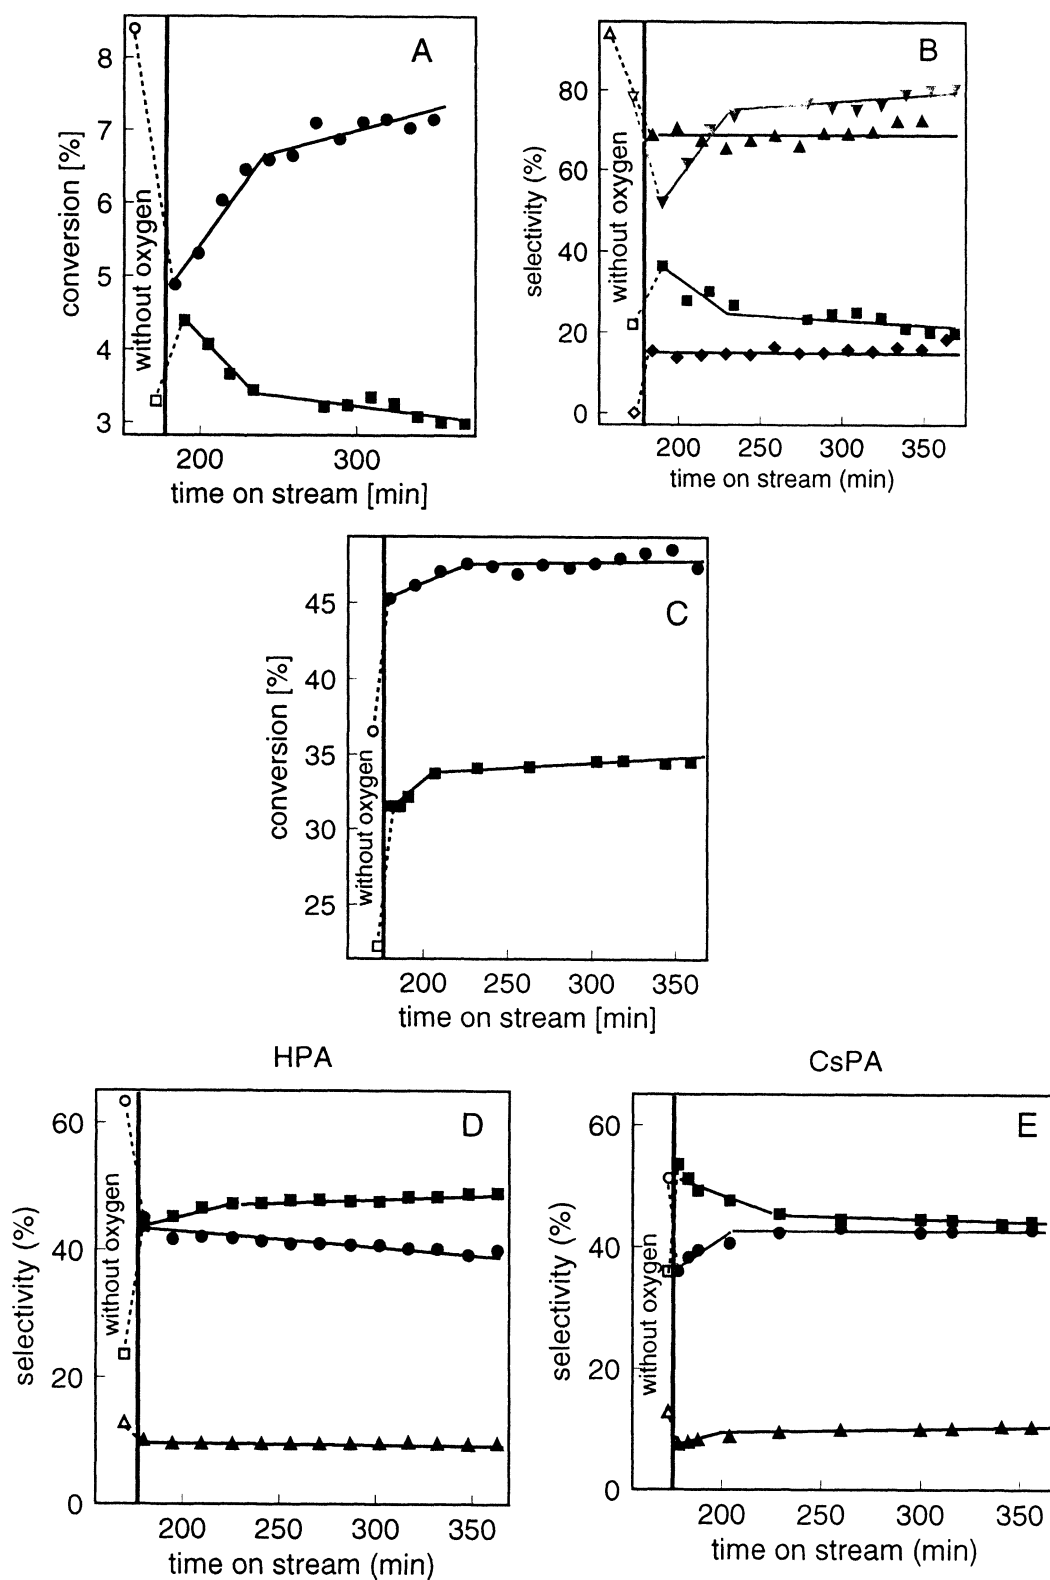 A
8
7
6
5
4
3
conversion [%]
without oxygen
200 300
time on stream [min]
B
80
60
40
20
0
selectivity (%)
without oxygen
200 250 300 350
time on stream (min)
C
45
40
35
30
25
conversion [%]
without oxygen
200 250 300 350
time on stream [min]
HPA
D
60
40
20
0
selectivity (%)
without oxygen
200 250 300 350
time on stream (min)
CsPA
E
60
40
20
0
selectivity (%)
without oxygen
200 250 300 350
time on stream (min)